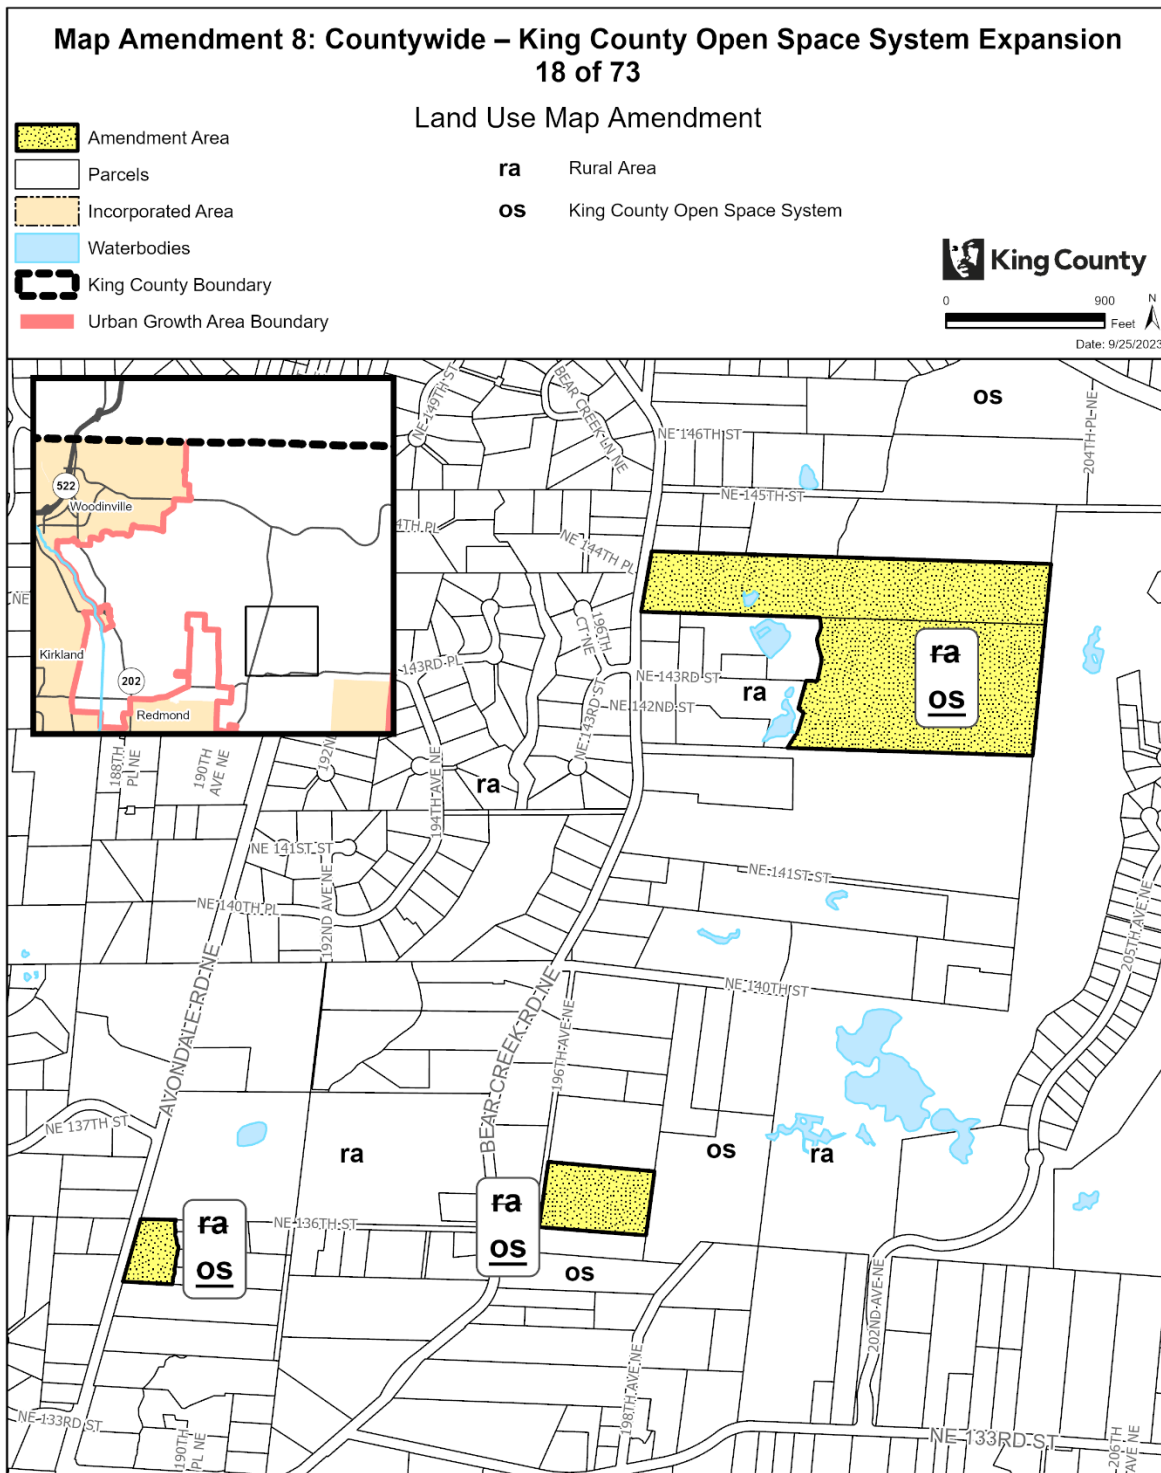 Map Amendment 8: Countywide – King County Open Space System Expansion
18 of 73
Land Use Map Amendment
Amendment Area
Parcels
Incorporated Area
Waterbodies
King County Boundary
Urban Growth Area Boundary
ra Rural Area
os King County Open Space System
King County
0 900
Feet
N
Date: 9/25/2023
522
Woodinville
Kirkland
202
Redmond
NE 149TH ST
BEAR CREEK LN NE
os
204TH PL NE
NE 146TH ST
NE 145TH ST
4TH PL
NE 144TH PL
NE
196TH CT NE
143RD PL
NE 143RD ST
NE 143RD ST
NE 142ND ST
ra
ra
os
188TH PL NE
190TH AVE NE
192ND
194TH AVE NE
ra
NE 141ST ST
NE 141ST ST
NE 140TH PL
192ND AVE NE
205TH AVE NE
AVONDALE RD NE
BEAR CREEK RD NE
196TH AVE NE
NE 140TH ST
NE 137TH ST
ra
os
ra
ra
os
NE 136TH ST
ra
os
os
202ND AVE NE
198TH AVE NE
NE 133RD ST
190TH PL NE
NE 133RD ST
206TH AVE NE